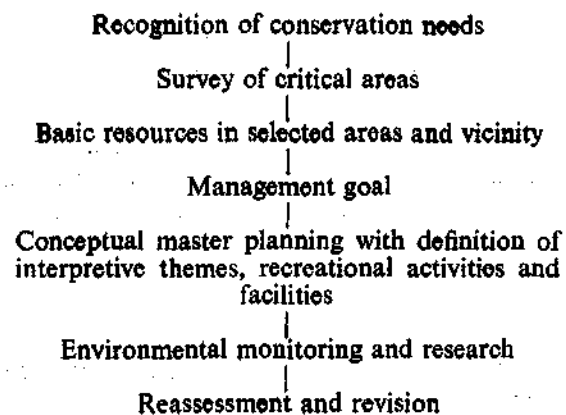 Recognition of conservation needs
Survey of critical areas
Basic resources in selected areas and vicinity
Management goal
Conceptual master planning with definition of
interpretive themes, recreational activities and
facilities
Environmental monitoring and research
Reassessment and revision